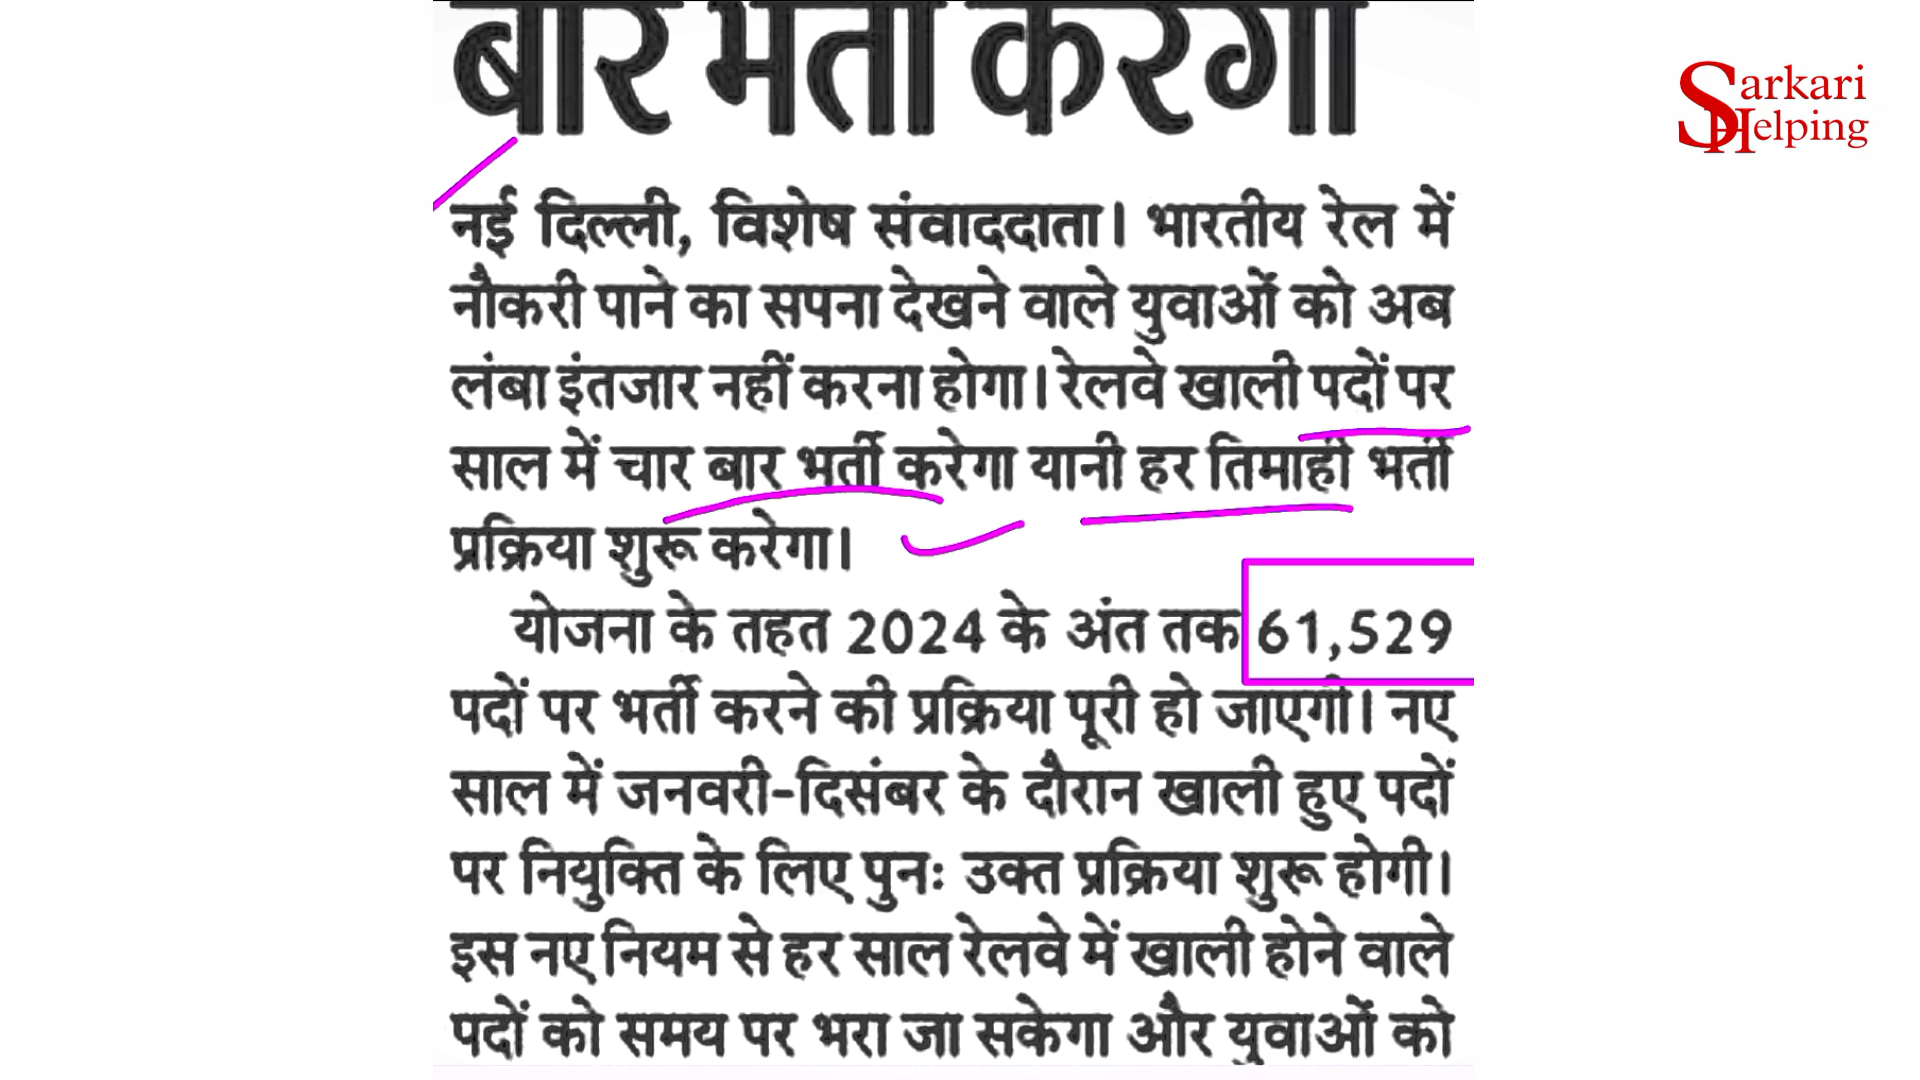 बार भर्ती करेगा
नई दिल्ली, विशेष संवाददाता। भारतीय रेल में
नौकरी पाने का सपना देखने वाले युवाओं को अब
लंबा इंतजार नहीं करना होगा। रेलवे खाली पदों पर
साल में चार बार भर्ती करेगा यानी हर तिमाही भर्ती
प्रक्रिया शुरू करेगा।
योजना के तहत 2024 के अंत तक 61,529
पदों पर भर्ती करने की प्रक्रिया पूरी हो जाएगी। नए
साल में जनवरी-दिसंबर के दौरान खाली हुए पदों
पर नियुक्ति के लिए पुनः उक्त प्रक्रिया शुरू होगी।
इस नए नियम से हर साल रेलवे में खाली होने वाले
पदों को समय पर भरा जा सकेगा और युवाओं को
Sarkari
Helping